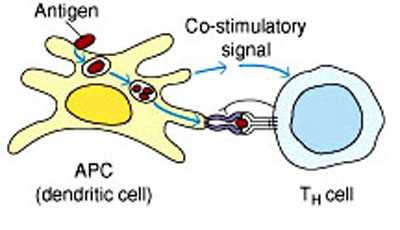 Antigen
Co-stimulatory
signal
APC
(dendritic cell)
TH cell